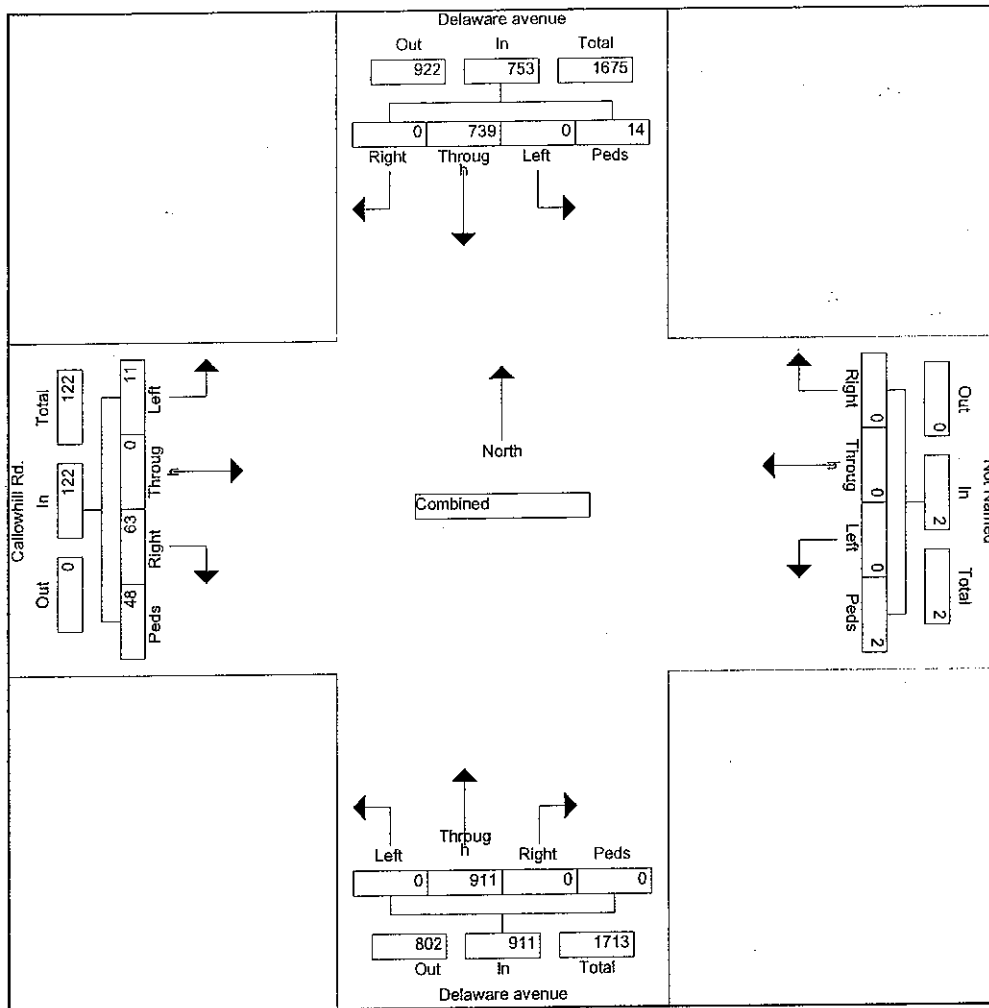 Delaware avenue
Out In Total
922 753 1675
0 739 0 14
Right Throug Left Peds
h
Callowhill Rd.
Total In Out
122 122 0
11 0 63 48
Left Throug Right Peds
h
North
Combined
Right Throug Left Peds
h
0 0 0 2
Out In Total
0 2 2
Not Named
Throug
Left h Right Peds
0 911 0 0
802 911 1713
Out In Total
Delaware avenue